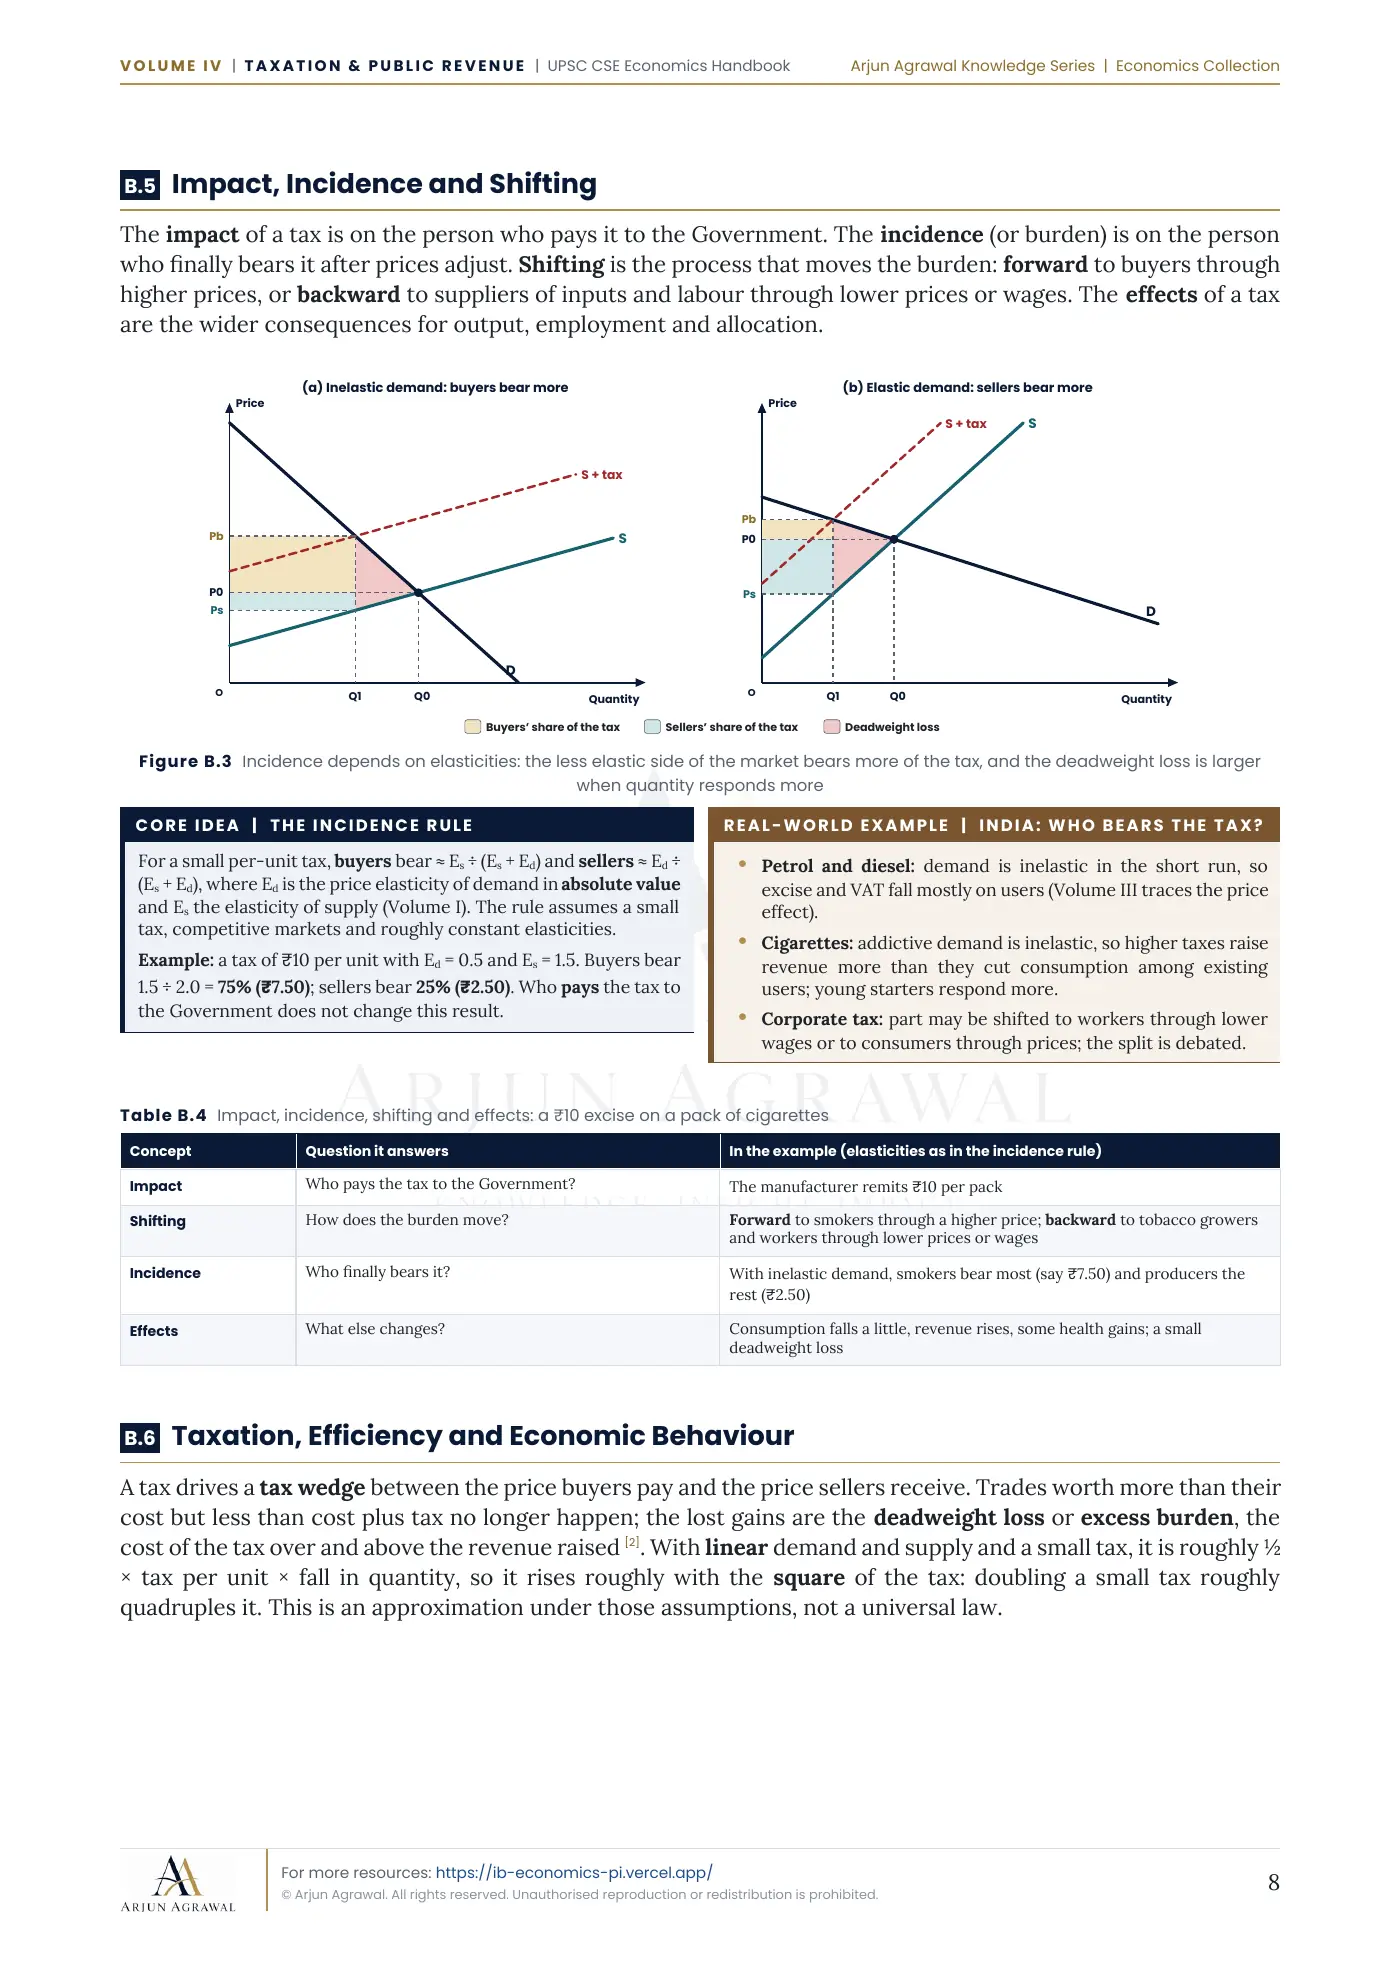 VOLUME IV | TAXATION & PUBLIC REVENUE | UPSC CSE Economics Handbook Arjun Agrawal Knowledge Series | Economics Collection
B.5 Impact, Incidence and Shifting
The impact of a tax is on the person who pays it to the Government. The incidence (or burden) is on the person
who finally bears it after prices adjust. Shifting is the process that moves the burden: forward to buyers through
higher prices, or backward to suppliers of inputs and labour through lower prices or wages. The effects of a tax
are the wider consequences for output, employment and allocation.
(a) Inelastic demand: buyers bear more
Price
S + tax
S
Pb
P0
Ps
D
O
Q1
Q0
Quantity
(b) Elastic demand: sellers bear more
Price
S + tax
S
Pb
P0
Ps
D
O
Q1
Q0
Quantity
Buyers’ share of the tax
Sellers’ share of the tax
Deadweight loss
Figure B.3 Incidence depends on elasticities: the less elastic side of the market bears more of the tax, and the deadweight loss is larger
when quantity responds more
CORE IDEA | THE INCIDENCE RULE
For a small per-unit tax, buyers bear ≈ Es ÷ (Es + Ed) and sellers ≈ Ed ÷
(Es + Ed), where Ed is the price elasticity of demand in absolute value
and Es the elasticity of supply (Volume I). The rule assumes a small
tax, competitive markets and roughly constant elasticities.
Example: a tax of ₹10 per unit with Ed = 0.5 and Es = 1.5. Buyers bear
1.5 ÷ 2.0 = 75% (₹7.50); sellers bear 25% (₹2.50). Who pays the tax to
the Government does not change this result.
REAL-WORLD EXAMPLE | INDIA: WHO BEARS THE TAX?
• Petrol and diesel: demand is inelastic in the short run, so
excise and VAT fall mostly on users (Volume III traces the price
effect).
• Cigarettes: addictive demand is inelastic, so higher taxes raise
revenue more than they cut consumption among existing
users; young starters respond more.
• Corporate tax: part may be shifted to workers through lower
wages or to consumers through prices; the split is debated.
ARJUN AGRAWAL
Table B.4 Impact, incidence, shifting and effects: a ₹10 excise on a pack of cigarettes
Concept Question it answers In the example (elasticities as in the incidence rule)
Impact Who pays the tax to the Government? The manufacturer remits ₹10 per pack
Shifting How does the burden move? Forward to smokers through a higher price; backward to tobacco growers
and workers through lower prices or wages
Incidence Who finally bears it? With inelastic demand, smokers bear most (say ₹7.50) and producers the
rest (₹2.50)
Effects What else changes? Consumption falls a little, revenue rises, some health gains; a small
deadweight loss
B.6 Taxation, Efficiency and Economic Behaviour
A tax drives a tax wedge between the price buyers pay and the price sellers receive. Trades worth more than their
cost but less than cost plus tax no longer happen; the lost gains are the deadweight loss or excess burden, the
cost of the tax over and above the revenue raised [2]. With linear demand and supply and a small tax, it is roughly ½
× tax per unit × fall in quantity, so it rises roughly with the square of the tax: doubling a small tax roughly
quadruples it. This is an approximation under those assumptions, not a universal law.
ARJUN AGRAWAL
For more resources: https://ib-economics-pi.vercel.app/
© Arjun Agrawal. All rights reserved. Unauthorised reproduction or redistribution is prohibited.
8